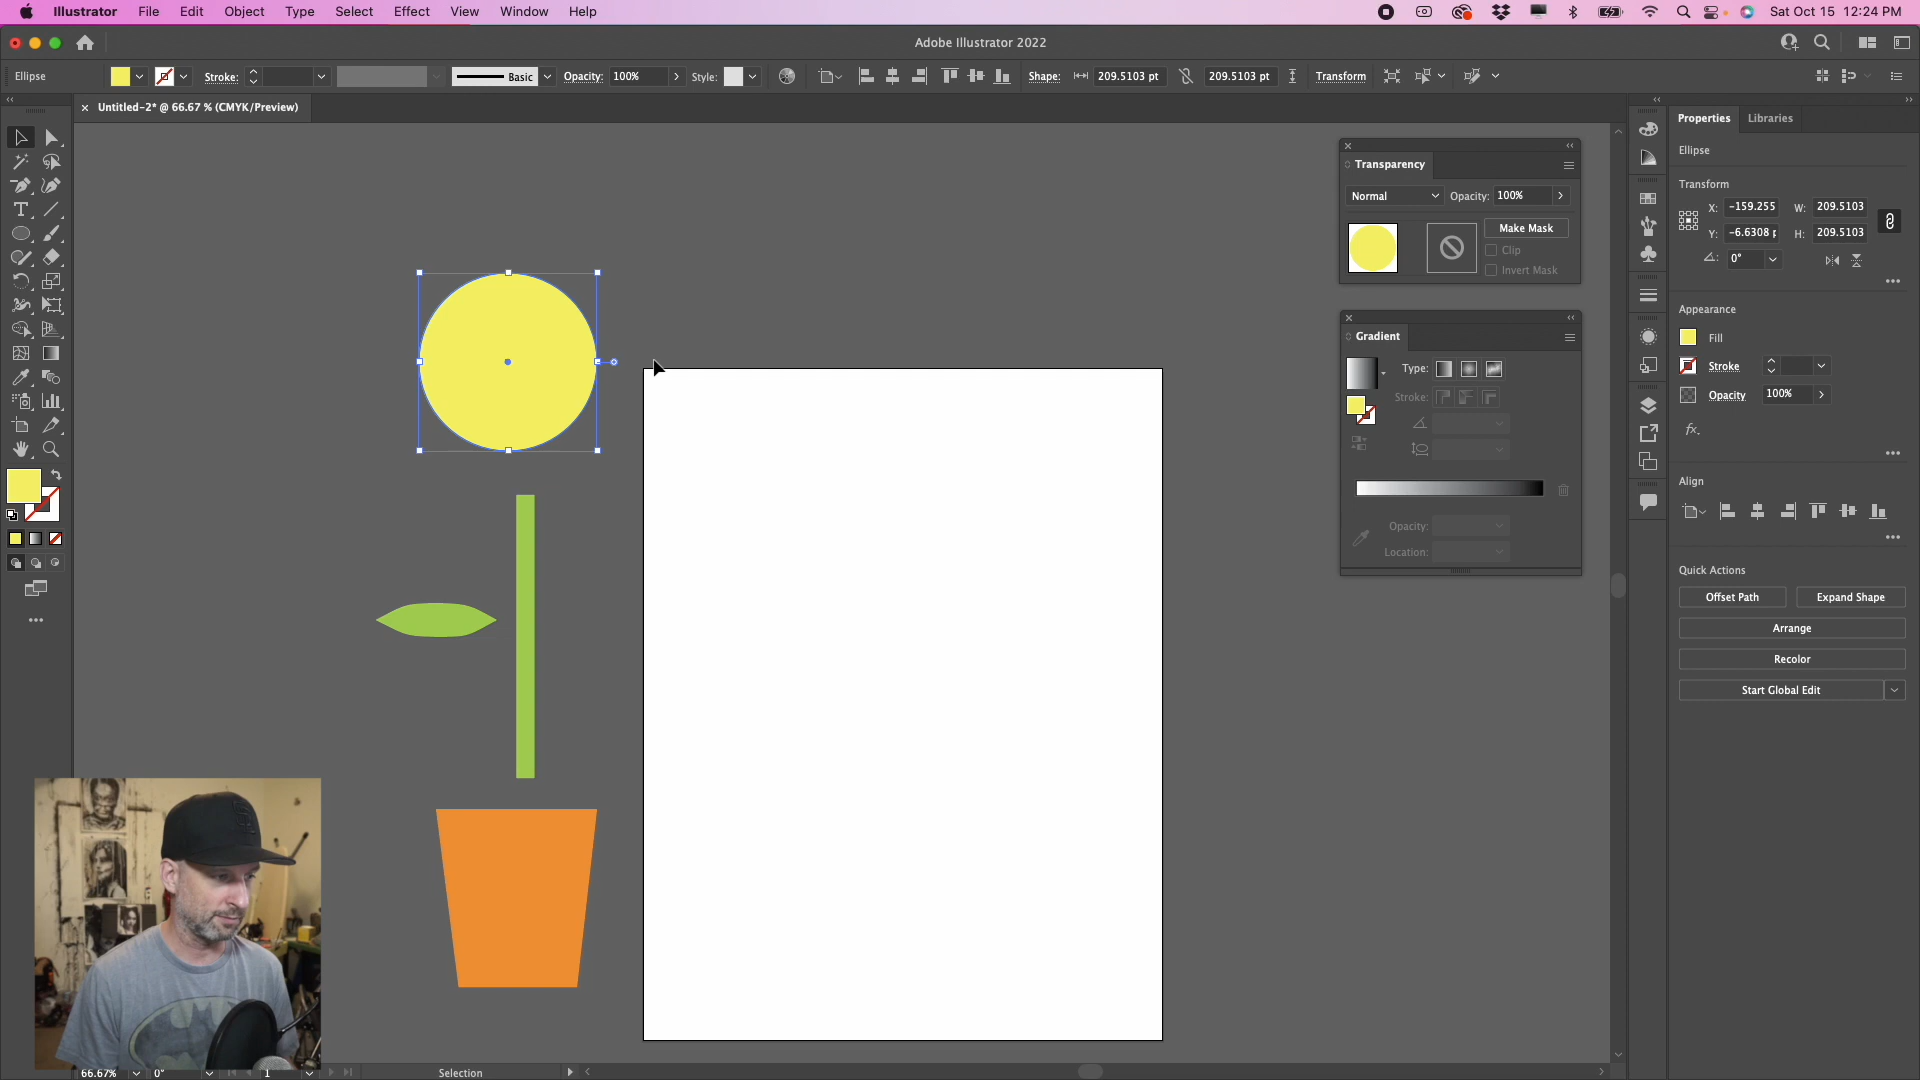 Illustrator File Edit Object Type Select Effect View Window Help Sat Oct 15 12:24 PM
Adobe Illustrator 2022
Ellipse Stroke: Basic Opacity: 100% Style: Shape: 209.5103 pt 209.5103 pt Transform
× Untitled-2* @ 66.67 % (CMYK/Preview)
Transparency
Normal Opacity: 100%
Make Mask
Clip
Invert Mask
Gradient
Type:
Stroke:
Opacity:
Location:
Properties Libraries
Ellipse
Transform
X: -159.255 W: 209.5103
Y: -6.6308 p H: 209.5103
0°
Appearance
Fill
Stroke
Opacity 100%
fx.
Align
Quick Actions
Offset Path Expand Shape
Arrange
Recolor
Start Global Edit
66.67% 0° 1 Selection